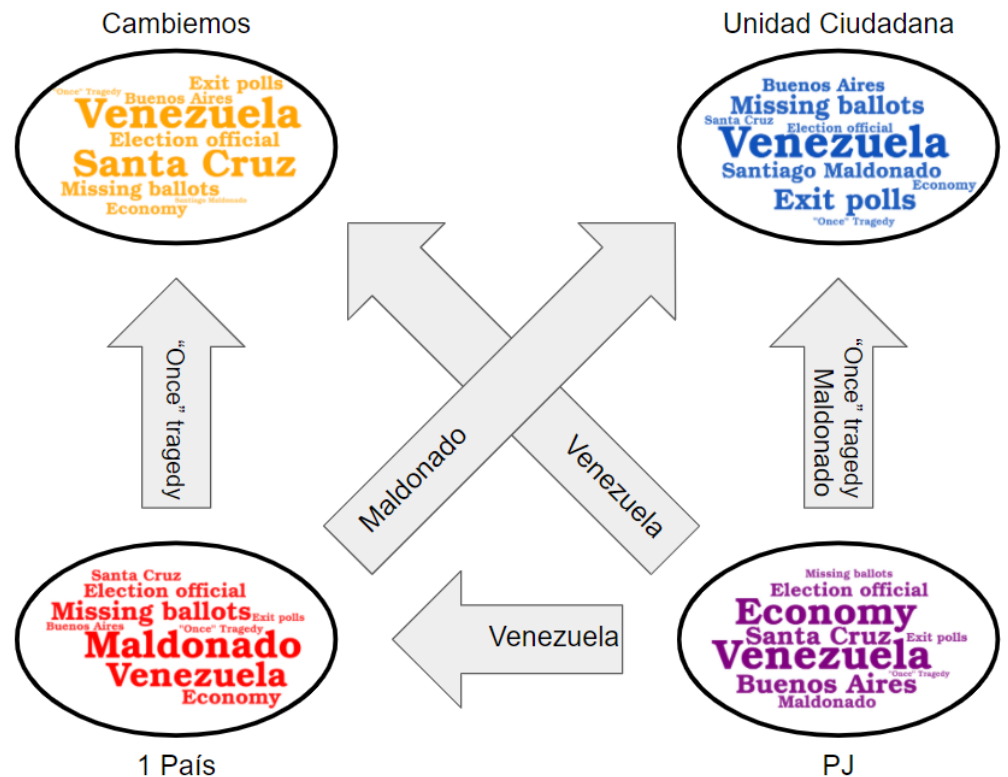 Cambiemos
Unidad Ciudadana
Exit polls
"Once" Tragedy
Buenos Aires
Venezuela
Election official
Santa Cruz
Missing ballots
Santiago Maldonado
Economy
Buenos Aires
Missing ballots
Santa Cruz
Election official
Venezuela
Santiago Maldonado
Economy
Exit polls
"Once" Tragedy
"Once" tragedy
Maldonado
Venezuela
"Once" tragedy
Maldonado
Santa Cruz
Election official
Missing ballots
Exit polls
Buenos Aires
"Once" Tragedy
Maldonado
Venezuela
Economy
Venezuela
Missing ballots
Election official
Economy
Santa Cruz
Exit polls
Venezuela
"Once" Tragedy
Buenos Aires
Maldonado
1 País
PJ